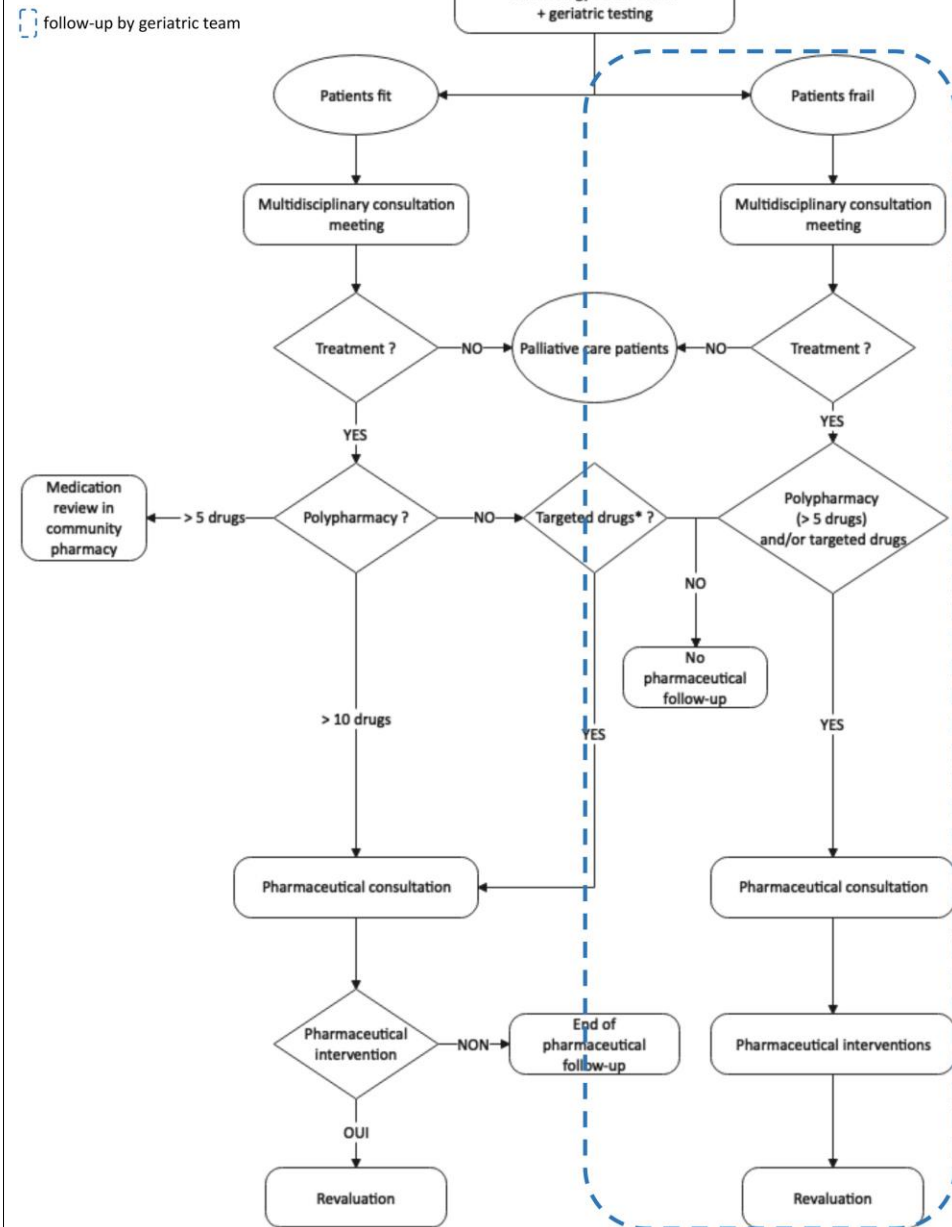 follow-up by geriatric team
+ geriatric testing
Patients fit
Patients frail
Multidisciplinary consultation
meeting
Multidisciplinary consultation
meeting
Treatment ?
NO
Palliative care patients
NO
Treatment ?
YES
YES
Medication
review in
community
pharmacy
> 5 drugs
Polypharmacy ?
NO
Targeted drugs* ?
Polypharmacy
(> 5 drugs)
and/or targeted drugs
NO
No
pharmaceutical
follow-up
> 10 drugs
YES
YES
Pharmaceutical consultation
Pharmaceutical consultation
Pharmaceutical
intervention
NON
End of
pharmaceutical
follow-up
Pharmaceutical interventions
OUI
Revaluation
Revaluation